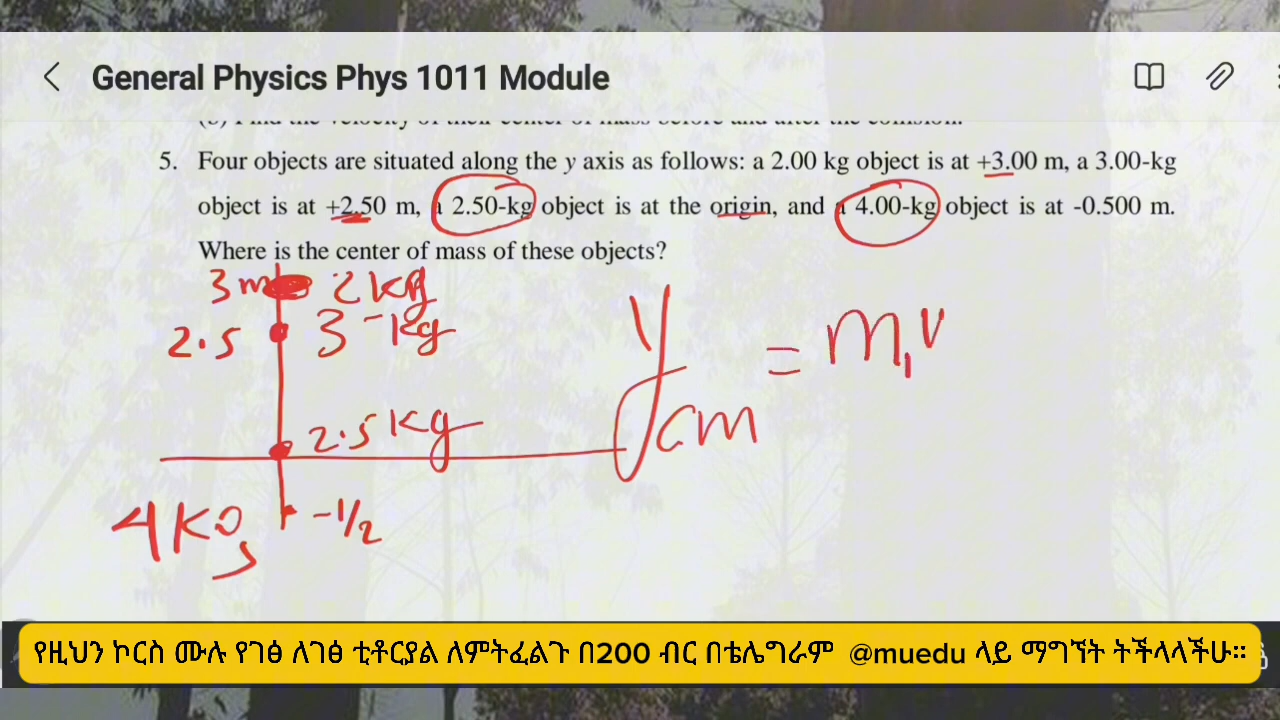 General Physics Phys 1011 Module
5. Four objects are situated along the y axis as follows: a 2.00 kg object is at +3.00 m, a 3.00-kg
object is at +2.50 m, a 2.50-kg object is at the origin, and a 4.00-kg object is at -0.500 m.
Where is the center of mass of these objects?
3m 2kg
2.5 3-kg
2.5 kg
4kg -1/2
ycm = m1
የዚህን ኮርስ ሙሉ የገፅ ለገፅ ቲቶርያል ለምትፈልጉ በ200 ብር በቴሌግራም @muedu ላይ ማግኘት ትችላላችሁ።